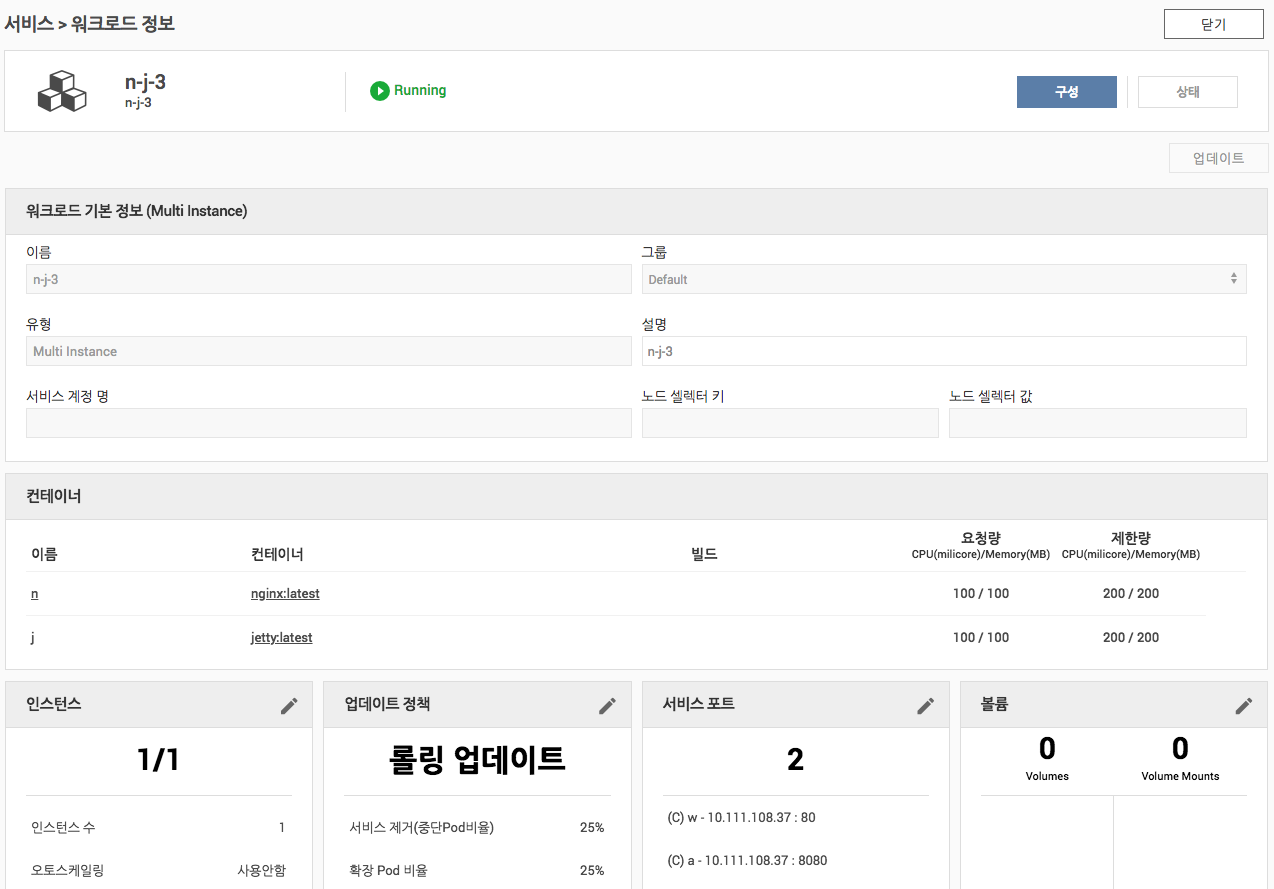 서비스 > 워크로드 정보
닫기
n-j-3
n-j-3
Running
구성
상태
업데이트
워크로드 기본 정보 (Multi Instance)
이름
그룹
n-j-3
Default
유형
설명
Multi Instance
n-j-3
서비스 계정 명
노드 셀렉터 키
노드 셀렉터 값
컨테이너
이름
컨테이너
빌드
요청량
CPU(milicore)/Memory(MB)
제한량
CPU(milicore)/Memory(MB)
n
nginx:latest
100 / 100
200 / 200
j
jetty:latest
100 / 100
200 / 200
인스턴스
1/1
인스턴스 수
1
오토스케일링
사용안함
업데이트 정책
롤링 업데이트
서비스 제거(중단Pod비율)
25%
확장 Pod 비율
25%
서비스 포트
2
(C) w - 10.111.108.37 : 80
(C) a - 10.111.108.37 : 8080
볼륨
0
Volumes
0
Volume Mounts